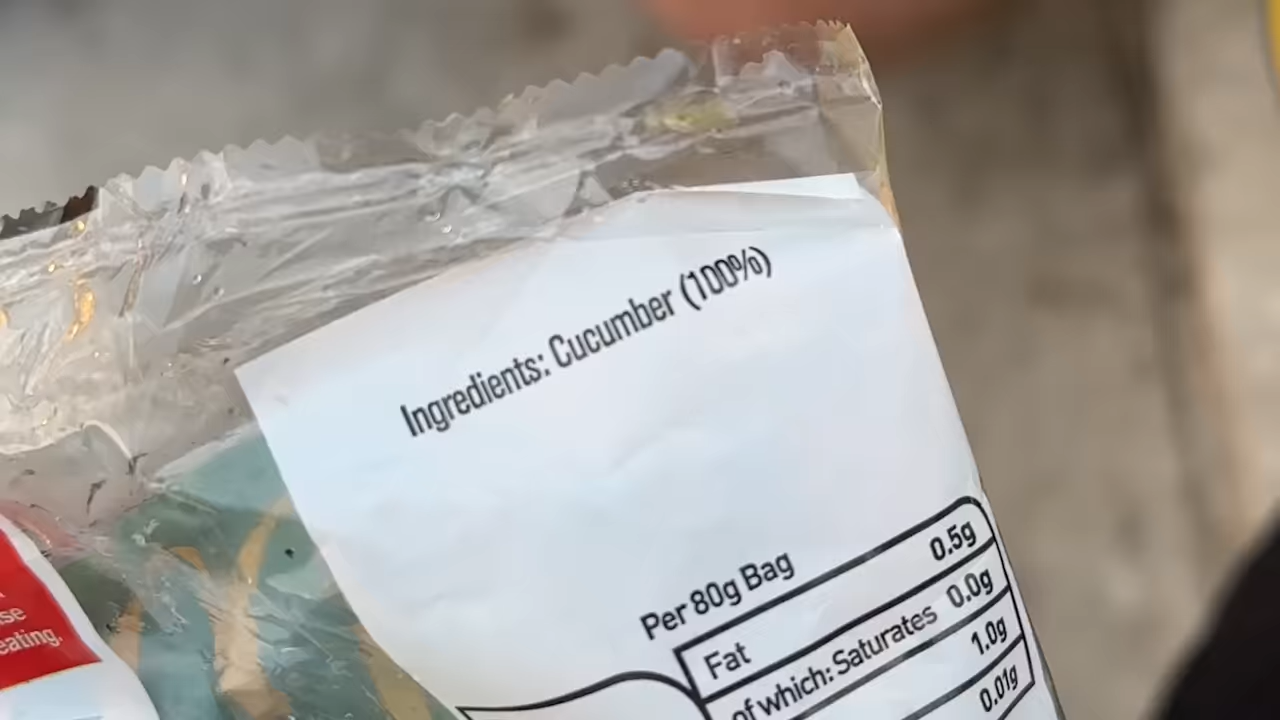 Ingredients: Cucumber (100%)
Per 80g Bag
Fat 0.5g
of which: Saturates 0.0g
1.0g
0.01g
eating.